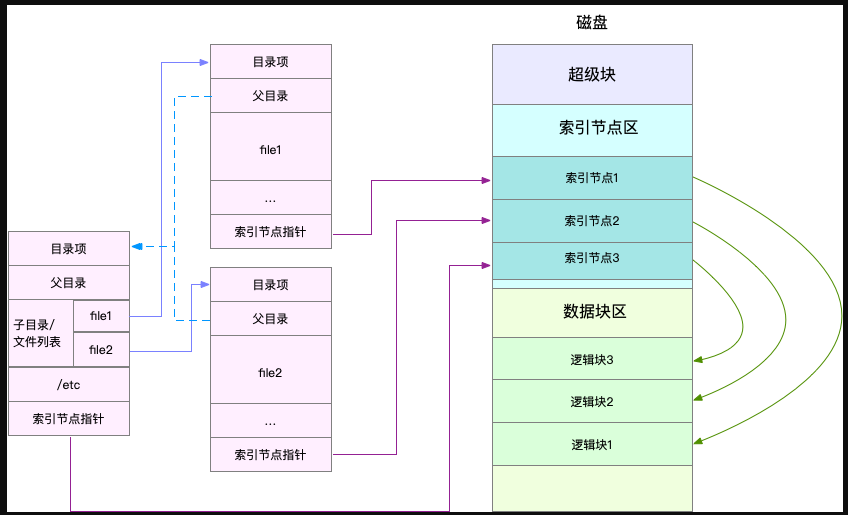 磁盘
目录项
父目录
file1
...
索引节点指针
目录项
父目录
子目录/
文件列表
file1
file2
/etc
索引节点指针
目录项
父目录
file2
...
索引节点指针
超级块
索引节点区
索引节点1
索引节点2
索引节点3
数据块区
逻辑块3
逻辑块2
逻辑块1